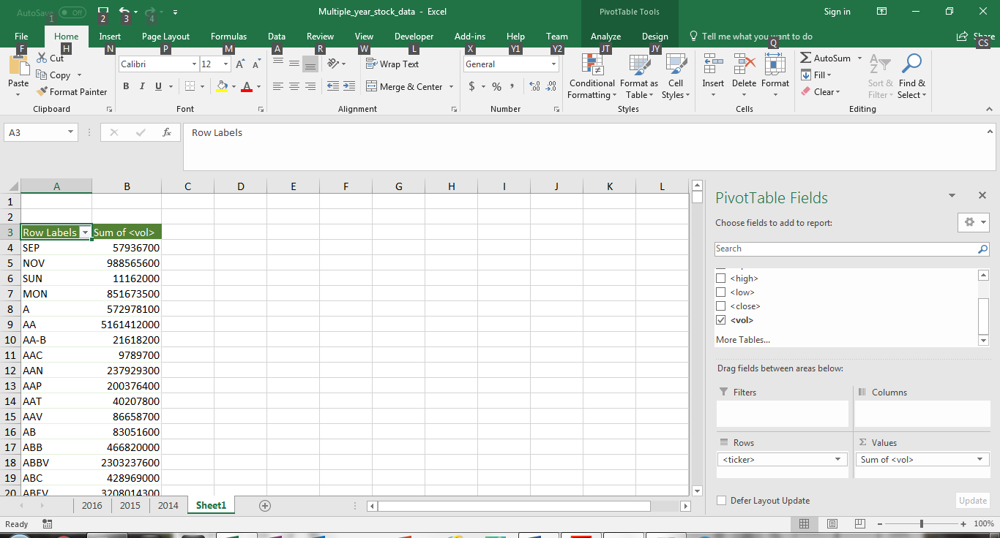 AutoSave Off Multiple_year_stock_data - Excel PivotTable Tools Sign in
1 2 3 4
File Home Insert Page Layout Formulas Data Review View Developer Add-ins Help Team Analyze Design Tell me what you want to do Share
F H N P M A R W L X Y1 Y2 JT JY Q CS
Paste
Cut
Copy
Format Painter
Clipboard
Calibri 12
B I U
Font
Wrap Text
Merge & Center
Alignment
General
$ % ,
Number
Conditional Formatting
Format as Table
Cell Styles
Styles
Insert Delete Format
Cells
AutoSum
Fill
Clear
Sort & Filter
Find & Select
Editing
A3 fx Row Labels
A B C D E F G H I J K L
1
2
3 Row Labels Sum of <vol>
4 SEP 57936700
5 NOV 988565600
6 SUN 11162000
7 MON 851673500
8 A 572978100
9 AA 5161412000
10 AA-B 21618200
11 AAC 9789700
12 AAN 237929300
13 AAP 200376400
14 AAT 40207800
15 AAV 86658700
16 AB 83051600
17 ABB 466820000
18 ABBV 2303237600
19 ABC 428969000
20 ABEV 3208014300
PivotTable Fields
Choose fields to add to report:
Search
<high>
<low>
<close>
<vol>
More Tables...
Drag fields between areas below:
Filters Columns
Rows Values
<ticker> Sum of <vol>
Defer Layout Update Update
2016 2015 2014 Sheet1
Ready 100%